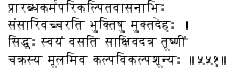 प्रारब्धकर्मपरिकल्पितवासनाभिः
संसारिवच्चरति भुक्तिषु मुक्तदेहः ।
सिद्धः स्वयं वसति साक्षिवदत्र तूष्णीं
चक्रस्य मूलमिव कल्पविकल्पशून्यः ॥ ५५१॥